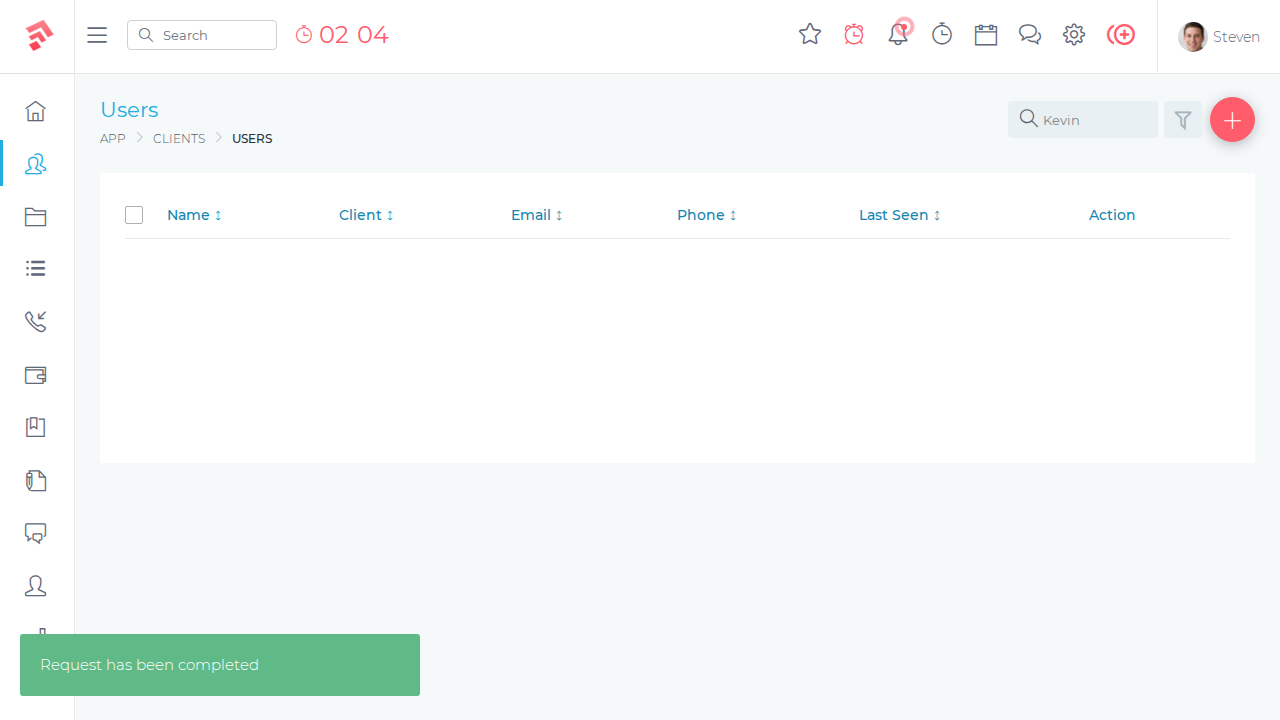 Search
02 04
Steven
Users
APP
CLIENTS
USERS
Kevin
Name
Client
Email
Phone
Last Seen
Action
Request has been completed